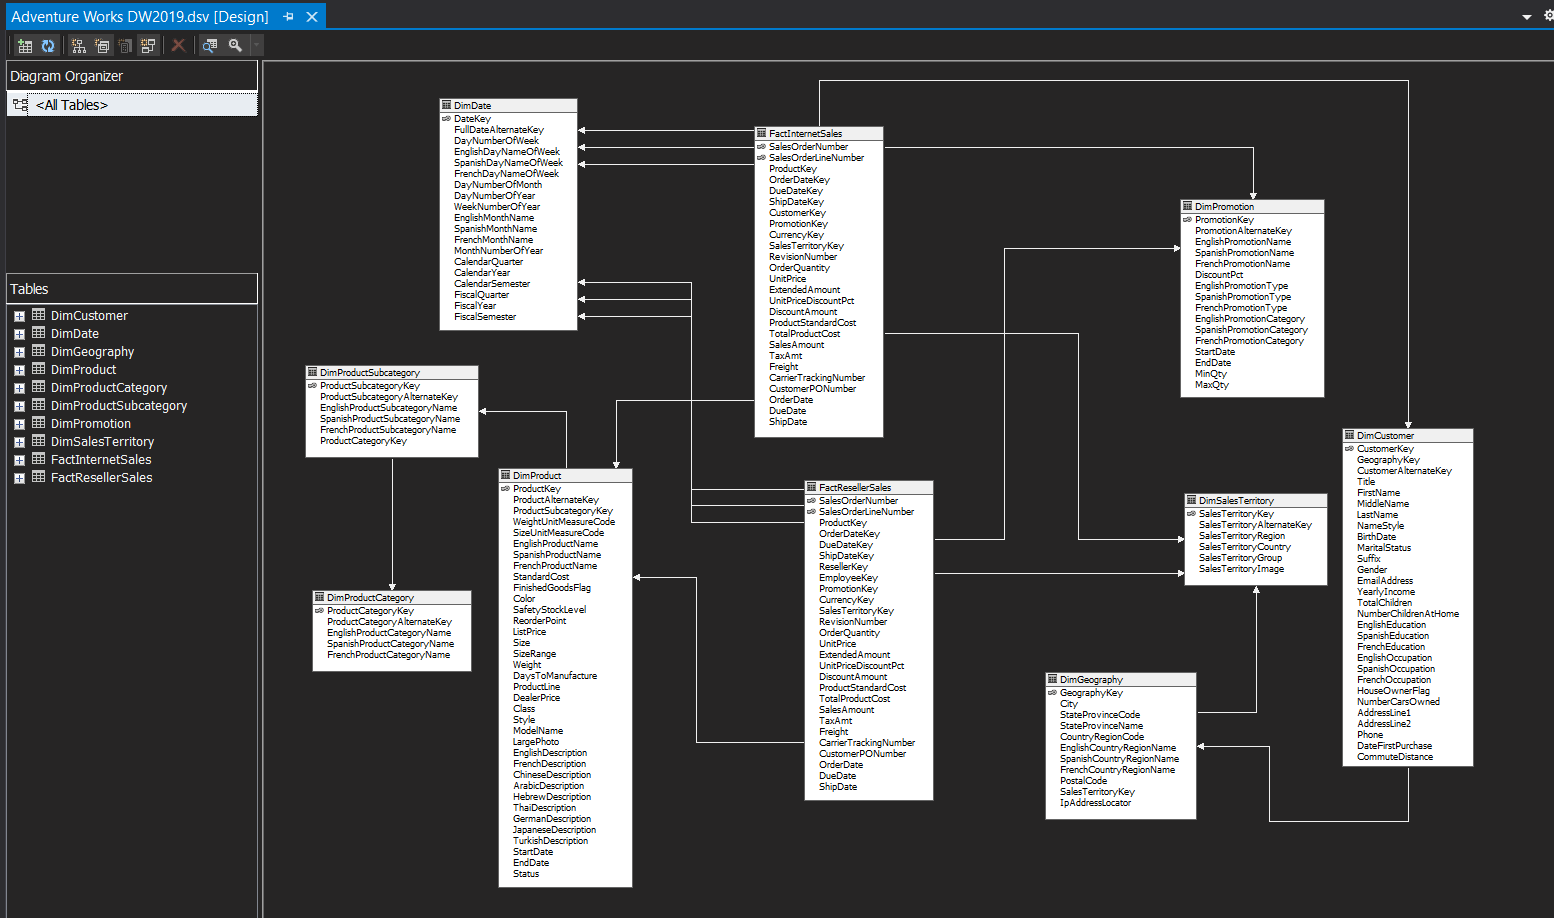 Adventure Works DW2019.dsv [Design]
Diagram Organizer
<All Tables>
Tables
DimCustomer
DimDate
DimGeography
DimProduct
DimProductCategory
DimProductSubcategory
DimPromotion
DimSalesTerritory
FactInternetSales
FactResellerSales
DimDate
DateKey
FullDateAlternateKey
DayNumberOfWeek
EnglishDayNameOfWeek
SpanishDayNameOfWeek
FrenchDayNameOfWeek
DayNumberOfMonth
DayNumberOfYear
WeekNumberOfYear
EnglishMonthName
SpanishMonthName
FrenchMonthName
MonthNumberOfYear
CalendarQuarter
CalendarYear
CalendarSemester
FiscalQuarter
FiscalYear
FiscalSemester
DimProductSubcategory
ProductSubcategoryKey
ProductSubcategoryAlternateKey
EnglishProductSubcategoryName
SpanishProductSubcategoryName
FrenchProductSubcategoryName
ProductCategoryKey
DimProductCategory
ProductCategoryKey
ProductCategoryAlternateKey
EnglishProductCategoryName
SpanishProductCategoryName
FrenchProductCategoryName
DimProduct
ProductKey
ProductAlternateKey
ProductSubcategoryKey
WeightUnitMeasureCode
SizeUnitMeasureCode
EnglishProductName
SpanishProductName
FrenchProductName
StandardCost
FinishedGoodsFlag
Color
SafetyStockLevel
ReorderPoint
ListPrice
Size
SizeRange
Weight
DaysToManufacture
ProductLine
DealerPrice
Class
Style
ModelName
LargePhoto
EnglishDescription
FrenchDescription
ChineseDescription
ArabicDescription
HebrewDescription
ThaiDescription
GermanDescription
JapaneseDescription
TurkishDescription
StartDate
EndDate
Status
FactInternetSales
SalesOrderNumber
SalesOrderLineNumber
ProductKey
OrderDateKey
DueDateKey
ShipDateKey
CustomerKey
PromotionKey
CurrencyKey
SalesTerritoryKey
RevisionNumber
OrderQuantity
UnitPrice
ExtendedAmount
UnitPriceDiscountPct
DiscountAmount
ProductStandardCost
TotalProductCost
SalesAmount
TaxAmt
Freight
CarrierTrackingNumber
CustomerPONumber
OrderDate
DueDate
ShipDate
FactResellerSales
SalesOrderNumber
SalesOrderLineNumber
ProductKey
OrderDateKey
DueDateKey
ShipDateKey
ResellerKey
EmployeeKey
PromotionKey
CurrencyKey
SalesTerritoryKey
RevisionNumber
OrderQuantity
UnitPrice
ExtendedAmount
UnitPriceDiscountPct
DiscountAmount
ProductStandardCost
TotalProductCost
SalesAmount
TaxAmt
Freight
CarrierTrackingNumber
CustomerPONumber
OrderDate
DueDate
ShipDate
DimPromotion
PromotionKey
PromotionAlternateKey
EnglishPromotionName
SpanishPromotionName
FrenchPromotionName
DiscountPct
EnglishPromotionType
SpanishPromotionType
FrenchPromotionType
EnglishPromotionCategory
SpanishPromotionCategory
FrenchPromotionCategory
StartDate
EndDate
MinQty
MaxQty
DimSalesTerritory
SalesTerritoryKey
SalesTerritoryAlternateKey
SalesTerritoryRegion
SalesTerritoryCountry
SalesTerritoryGroup
SalesTerritoryImage
DimGeography
GeographyKey
City
StateProvinceCode
StateProvinceName
CountryRegionCode
EnglishCountryRegionName
SpanishCountryRegionName
FrenchCountryRegionName
PostalCode
SalesTerritoryKey
IpAddressLocator
DimCustomer
CustomerKey
GeographyKey
CustomerAlternateKey
Title
FirstName
MiddleName
LastName
NameStyle
BirthDate
MaritalStatus
Suffix
Gender
EmailAddress
YearlyIncome
TotalChildren
NumberChildrenAtHome
EnglishEducation
SpanishEducation
FrenchEducation
EnglishOccupation
SpanishOccupation
FrenchOccupation
HouseOwnerFlag
NumberCarsOwned
AddressLine1
AddressLine2
Phone
DateFirstPurchase
CommuteDistance